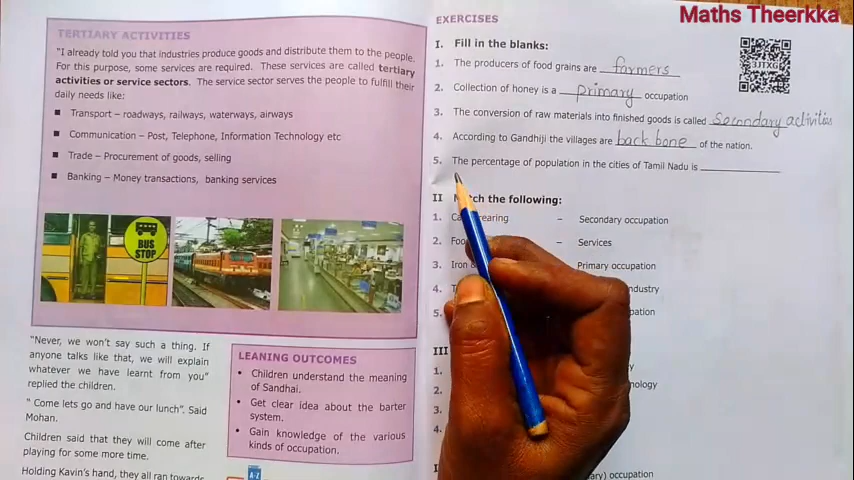 Maths Theerkka
TERTIARY ACTIVITIES
"I already told you that industries produce goods and distribute them to the people.
For this purpose, some services are required. These services are called tertiary
activities or service sectors. The service sector serves the people to fulfill their
daily needs like:
■ Transport – roadways, railways, waterways, airways
■ Communication – Post, Telephone, Information Technology etc
■ Trade – Procurement of goods, selling
■ Banking – Money transactions, banking services
BUS
STOP
"Never, we won't say such a thing. If
anyone talks like that, we will explain
whatever we have learnt from you"
replied the children.
" Come lets go and have our lunch". Said
Mohan.
Children said that they will come after
playing for some more time.
Holding Kavin's hand, they all ran towards
LEANING OUTCOMES
• Children understand the meaning
of Sandhai.
• Get clear idea about the barter
system.
• Gain knowledge of the various
kinds of occupation.
A-Z
EXERCISES
I. Fill in the blanks:
1. The producers of food grains are farmers
2. Collection of honey is a primary occupation
3. The conversion of raw materials into finished goods is called secondary activities
4. According to Gandhiji the villages are back bone of the nation.
5. The percentage of population in the cities of Tamil Nadu is
JJTXG
II the following:
1. – Secondary occupation
2. – Services
3. Iron Primary occupation
4.
5.
III
1.
2.
3.
4.
occupation